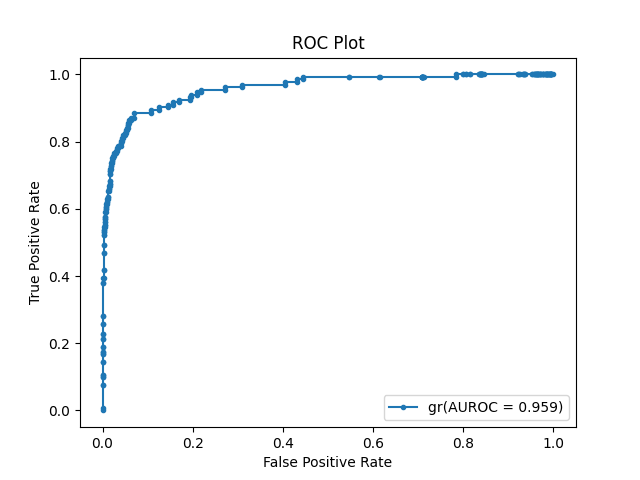 ROC Plot
True Positive Rate
1.0
0.8
0.6
0.4
0.2
0.0
0.0 0.2 0.4 0.6 0.8 1.0
False Positive Rate
gr(AUROC = 0.959)